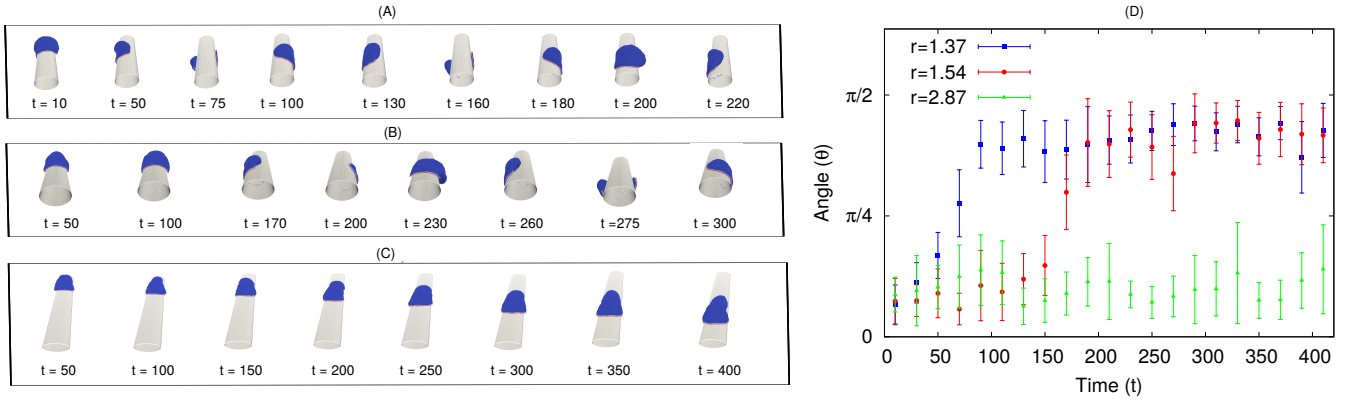 (A)
t = 10 t = 50 t = 75 t = 100 t = 130 t = 160 t = 180 t = 200 t = 220
(B)
t = 50 t = 100 t = 170 t = 200 t = 230 t = 260 t =275 t = 300
(C)
t = 50 t = 100 t = 150 t = 200 t = 250 t = 300 t = 350 t = 400
(D)
r=1.37
r=1.54
r=2.87
π/2
π/4
0
Angle (θ)
0 50 100 150 200 250 300 350 400
Time (t)